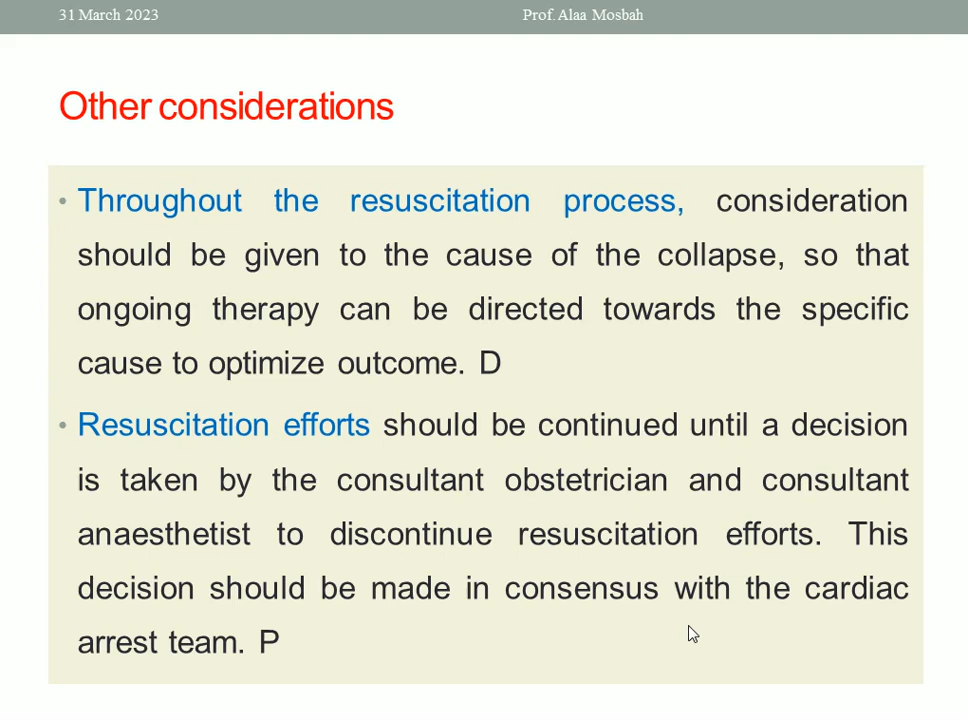 31 March 2023 Prof. Alaa Mosbah
Other considerations
• Throughout the resuscitation process, consideration
should be given to the cause of the collapse, so that
ongoing therapy can be directed towards the specific
cause to optimize outcome. D
• Resuscitation efforts should be continued until a decision
is taken by the consultant obstetrician and consultant
anaesthetist to discontinue resuscitation efforts. This
decision should be made in consensus with the cardiac
arrest team. P